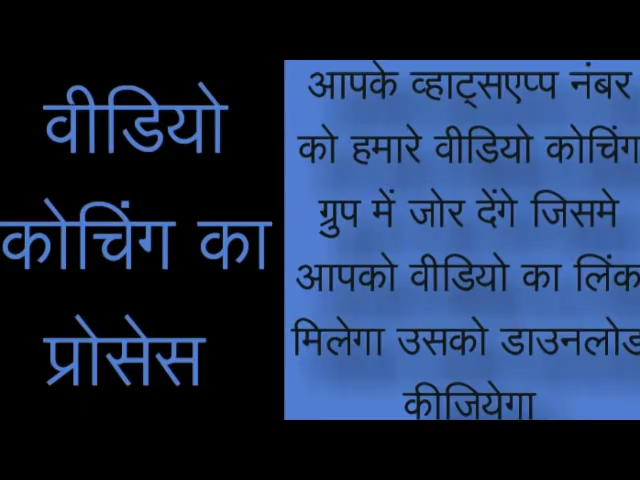 वीडियो
कोचिंग का
प्रोसेस
आपके व्हाट्सएप्प नंबर
को हमारे वीडियो कोचिंग
ग्रुप में जोर देंगे जिसमे
आपको वीडियो का लिंक
मिलेगा उसको डाउनलोड
कीजियेगा